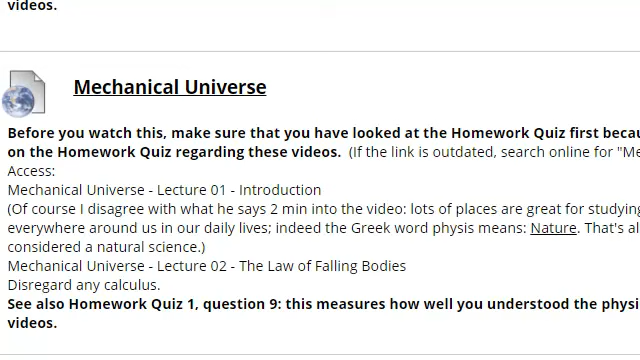 videos.
Mechanical Universe
Before you watch this, make sure that you have looked at the Homework Quiz first
on the Homework Quiz regarding these videos. (If the link is outdated, search online for
Access:
Mechanical Universe - Lecture 01 - Introduction
(Of course I disagree with what he says 2 min into the video: lots of places are great for studying
everywhere around us in our daily lives; indeed the Greek word physis means: Nature. That's
considered a natural science.)
Mechanical Universe - Lecture 02 - The Law of Falling Bodies
Disregard any calculus.
See also Homework Quiz 1, question 9: this measures how well you understood the
videos.